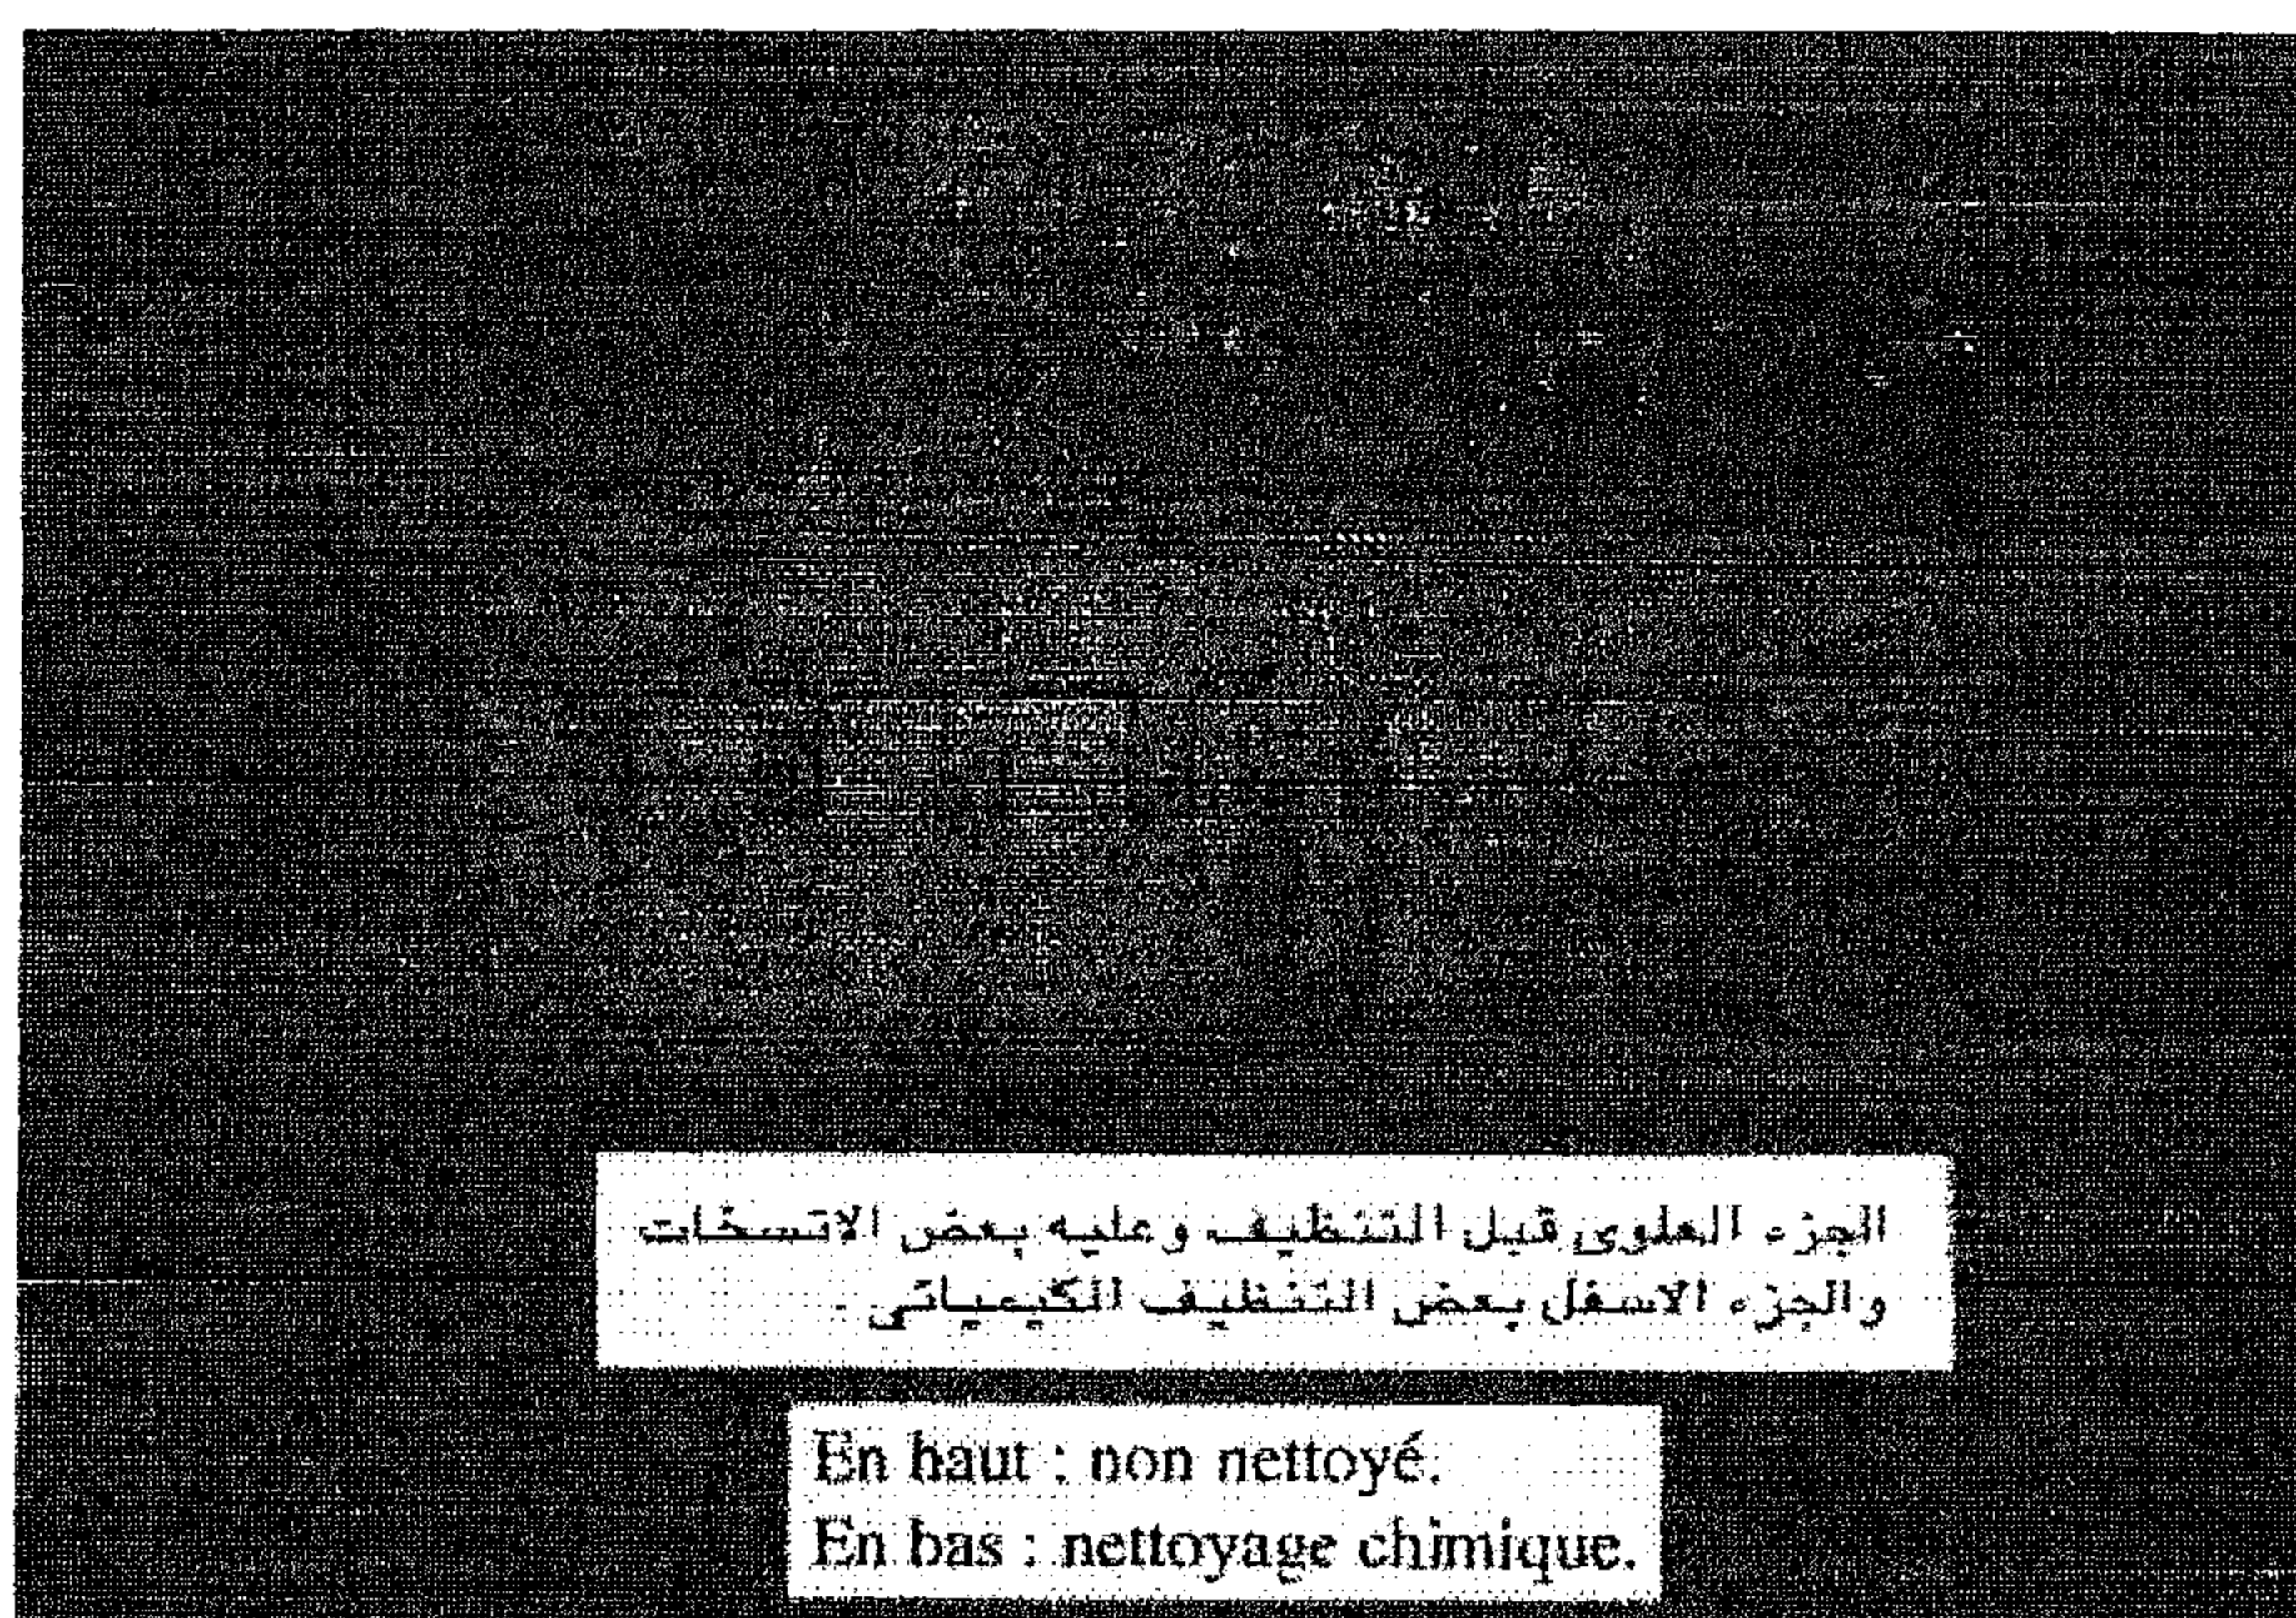 الجزء العلوى قبل التنظيف وعليه بعض الاتسخات
والجزء الاسفل بعض التنظيف الكيميائى .
En haut : non nettoyé.
En bas : nettoyage chimique.